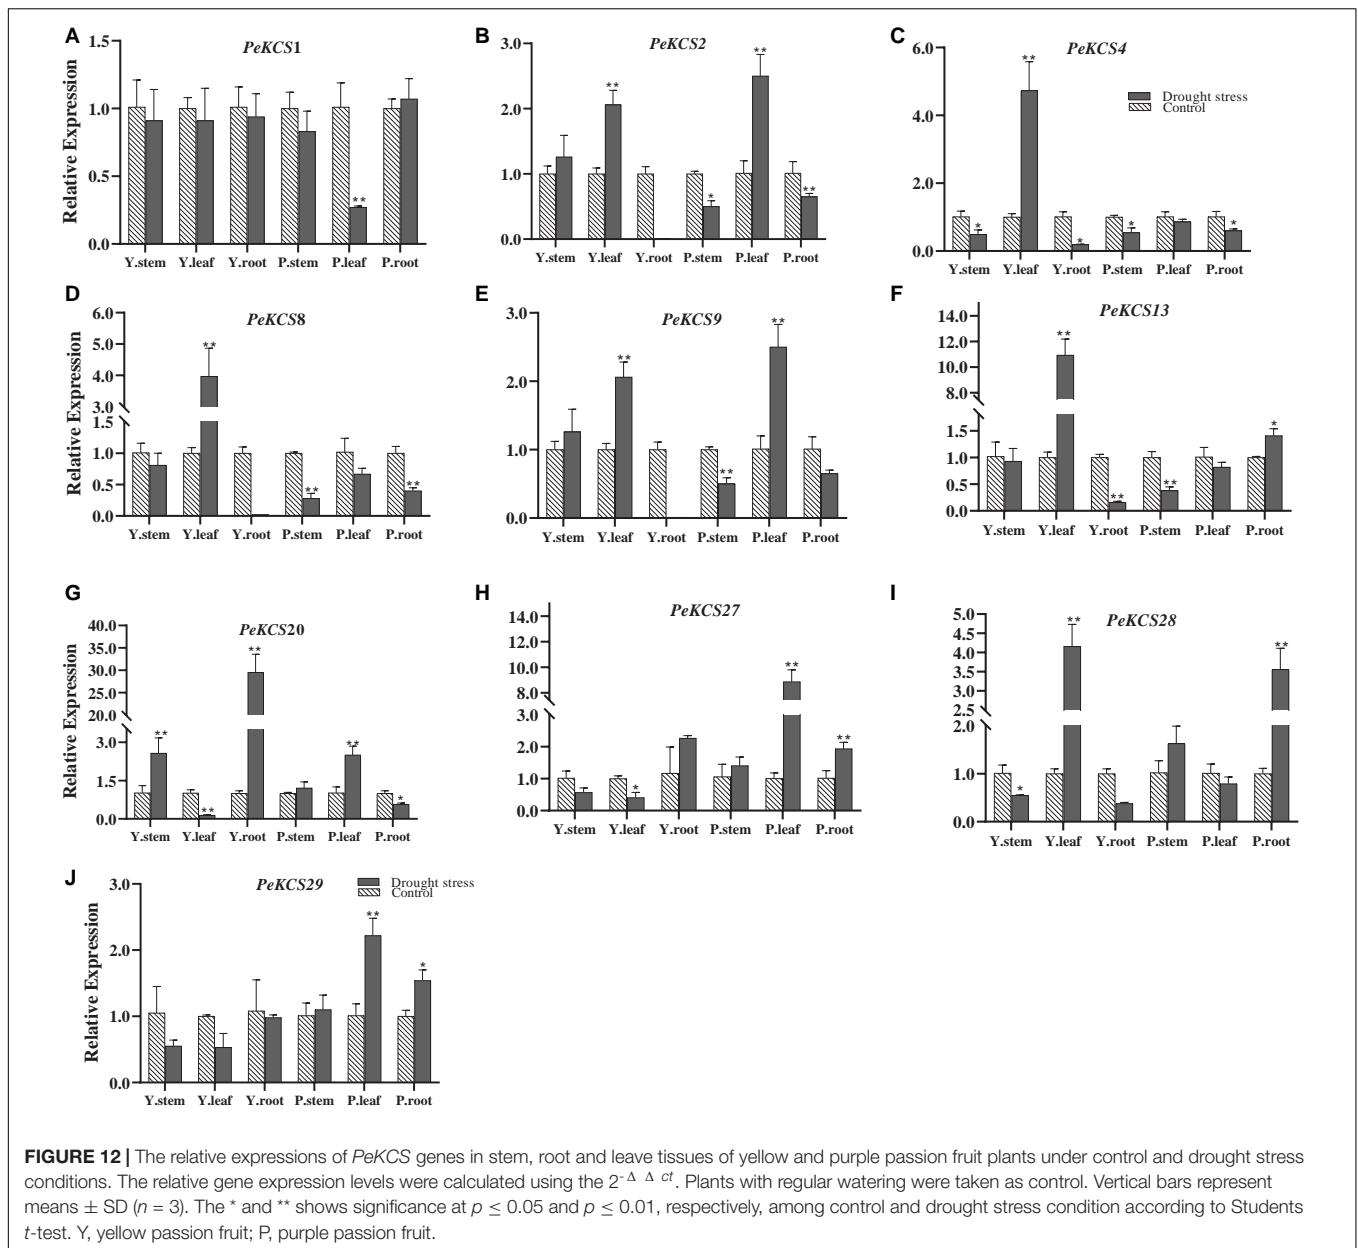 A
PeKCS1
Relative Expression
1.5
1.0
0.5
0.0
Y.stem Y.leaf Y.root P.stem P.leaf P.root
**
B
PeKCS2
3.0
2.0
1.0
0.0
Y.stem Y.leaf Y.root P.stem P.leaf P.root
** * ** **
C
PeKCS4
6.0
4.0
2.0
0.0
Y.stem Y.leaf Y.root P.stem P.leaf P.root
* ** * * *
Drought stress
Control
D
PeKCS8
Relative Expression
6.0
5.0
4.0
3.0
1.5
1.0
0.5
0.0
Y.stem Y.leaf Y.root P.stem P.leaf P.root
** ** **
E
PeKCS9
3.0
2.0
1.0
0.0
Y.stem Y.leaf Y.root P.stem P.leaf P.root
** ** **
F
PeKCS13
14.0
12.0
10.0
8.0
1.5
1.0
0.5
0.0
Y.stem Y.leaf Y.root P.stem P.leaf P.root
** ** ** *
G
PeKCS20
Relative Expression
40.0
35.0
30.0
25.0
20.0
3.0
1.5
0.0
Y.stem Y.leaf Y.root P.stem P.leaf P.root
** ** ** ** *
H
PeKCS27
14.0
12.0
10.0
8.0
3.0
2.0
1.0
0.0
Y.stem Y.leaf Y.root P.stem P.leaf P.root
* ** **
I
PeKCS28
5.0
4.5
4.0
3.5
3.0
2.5
2.0
1.0
0.0
Y.stem Y.leaf Y.root P.stem P.leaf P.root
* ** **
J
PeKCS29
Relative Expression
3.0
2.0
1.0
0.0
Y.stem Y.leaf Y.root P.stem P.leaf P.root
** *
Drought stress
Control
FIGURE 12 | The relative expressions of PeKCS genes in stem, root and leave tissues of yellow and purple passion fruit plants under control and drought stress
conditions. The relative gene expression levels were calculated using the 2-Δ Δ ct. Plants with regular watering were taken as control. Vertical bars represent
means ± SD (n = 3). The * and ** shows significance at p ≤ 0.05 and p ≤ 0.01, respectively, among control and drought stress condition according to Students
t-test. Y, yellow passion fruit; P, purple passion fruit.